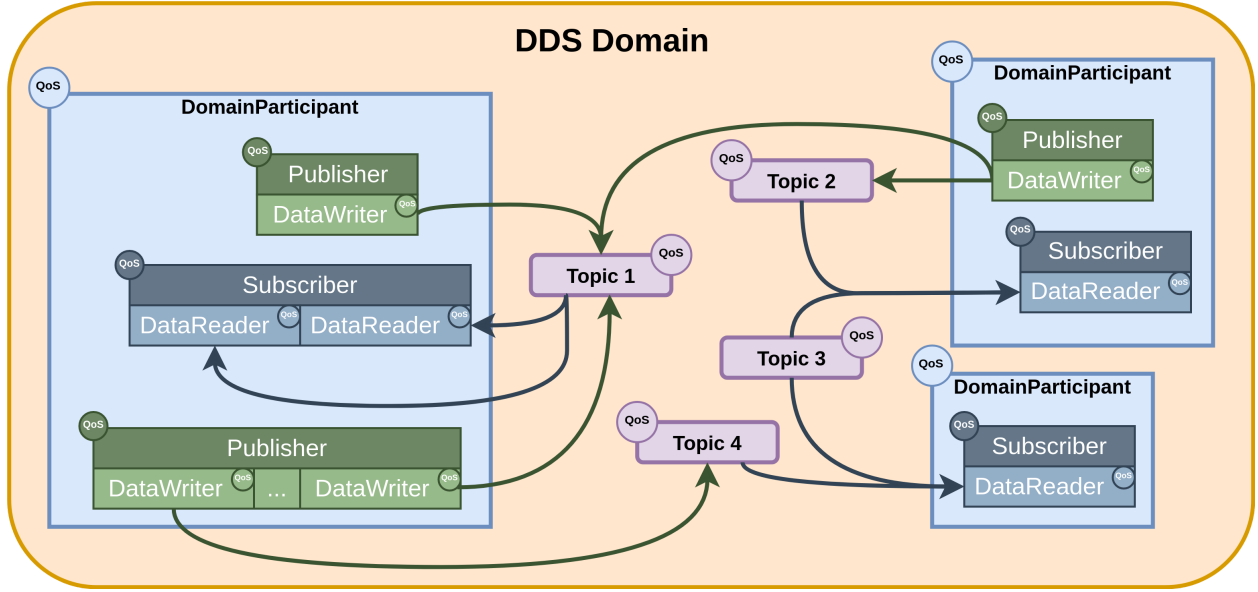 DDS Domain
QoS
DomainParticipant
QoS
Publisher
DataWriter QoS
QoS
Subscriber
DataReader QoS DataReader QoS
QoS
Publisher
DataWriter QoS ... DataWriter QoS
Topic 1 QoS
QoS
Topic 2
Topic 3 QoS
QoS
Topic 4
QoS
DomainParticipant
QoS
Publisher
DataWriter QoS
QoS
Subscriber
DataReader QoS
QoS
DomainParticipant
QoS
Subscriber
DataReader QoS